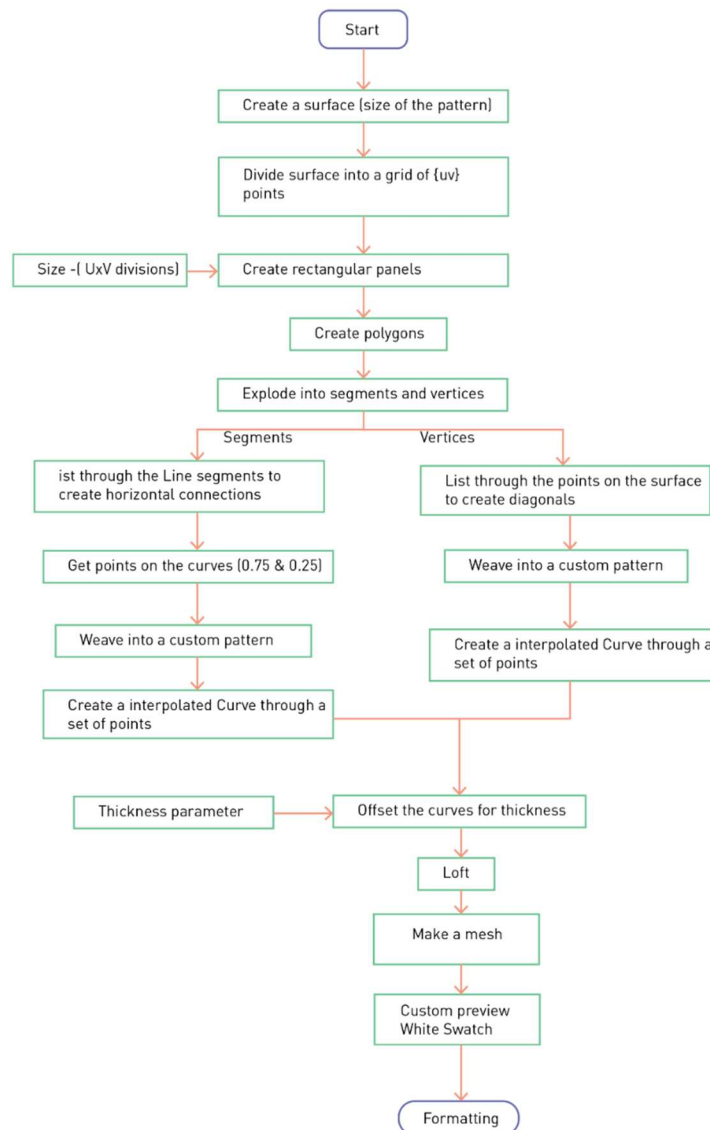 Start
Create a surface (size of the pattern)
Divide surface into a grid of {uv}
points
Size -( UxV divisions)
Create rectangular panels
Create polygons
Explode into segments and vertices
Segments
Vertices
ist through the Line segments to
create horizontal connections
List through the points on the surface
to create diagonals
Get points on the curves (0.75 & 0.25)
Weave into a custom pattern
Weave into a custom pattern
Create a interpolated Curve through a
set of points
Create a interpolated Curve through a
set of points
Thickness parameter
Offset the curves for thickness
Loft
Make a mesh
Custom preview
White Swatch
Formatting